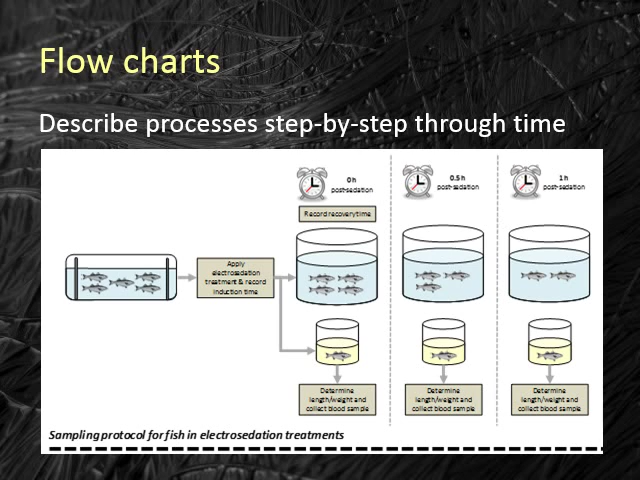 Flow charts
Describe processes step-by-step through time
0 h
post-sedation
0.5 h
post-sedation
1 h
post-sedation
Record recovery time
Apply
electrosedation
treatment & record
induction time
Determine
length/weight and
collect blood sample
Determine
length/weight and
collect blood sample
Determine
length/weight and
collect blood sample
Sampling protocol for fish in electrosedation treatments